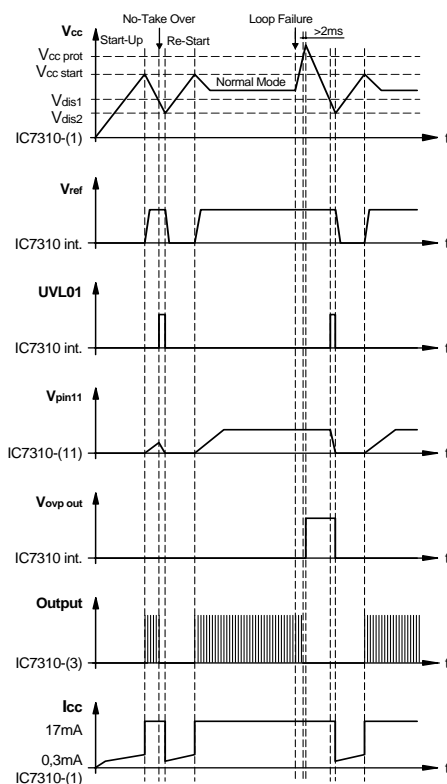 No-Take Over
Loop Failure
Vcc
Start-Up
Re-Start
>2ms
Vcc prot
Vcc start
Normal Mode
Vdis1
Vdis2
IC7310-(1)
t
Vref
IC7310 int.
t
UVL01
IC7310 int.
t
Vpin11
IC7310-(11)
t
Vovp out
IC7310 int.
t
Output
IC7310-(3)
t
Icc
17mA
0,3mA
IC7310-(1)
t